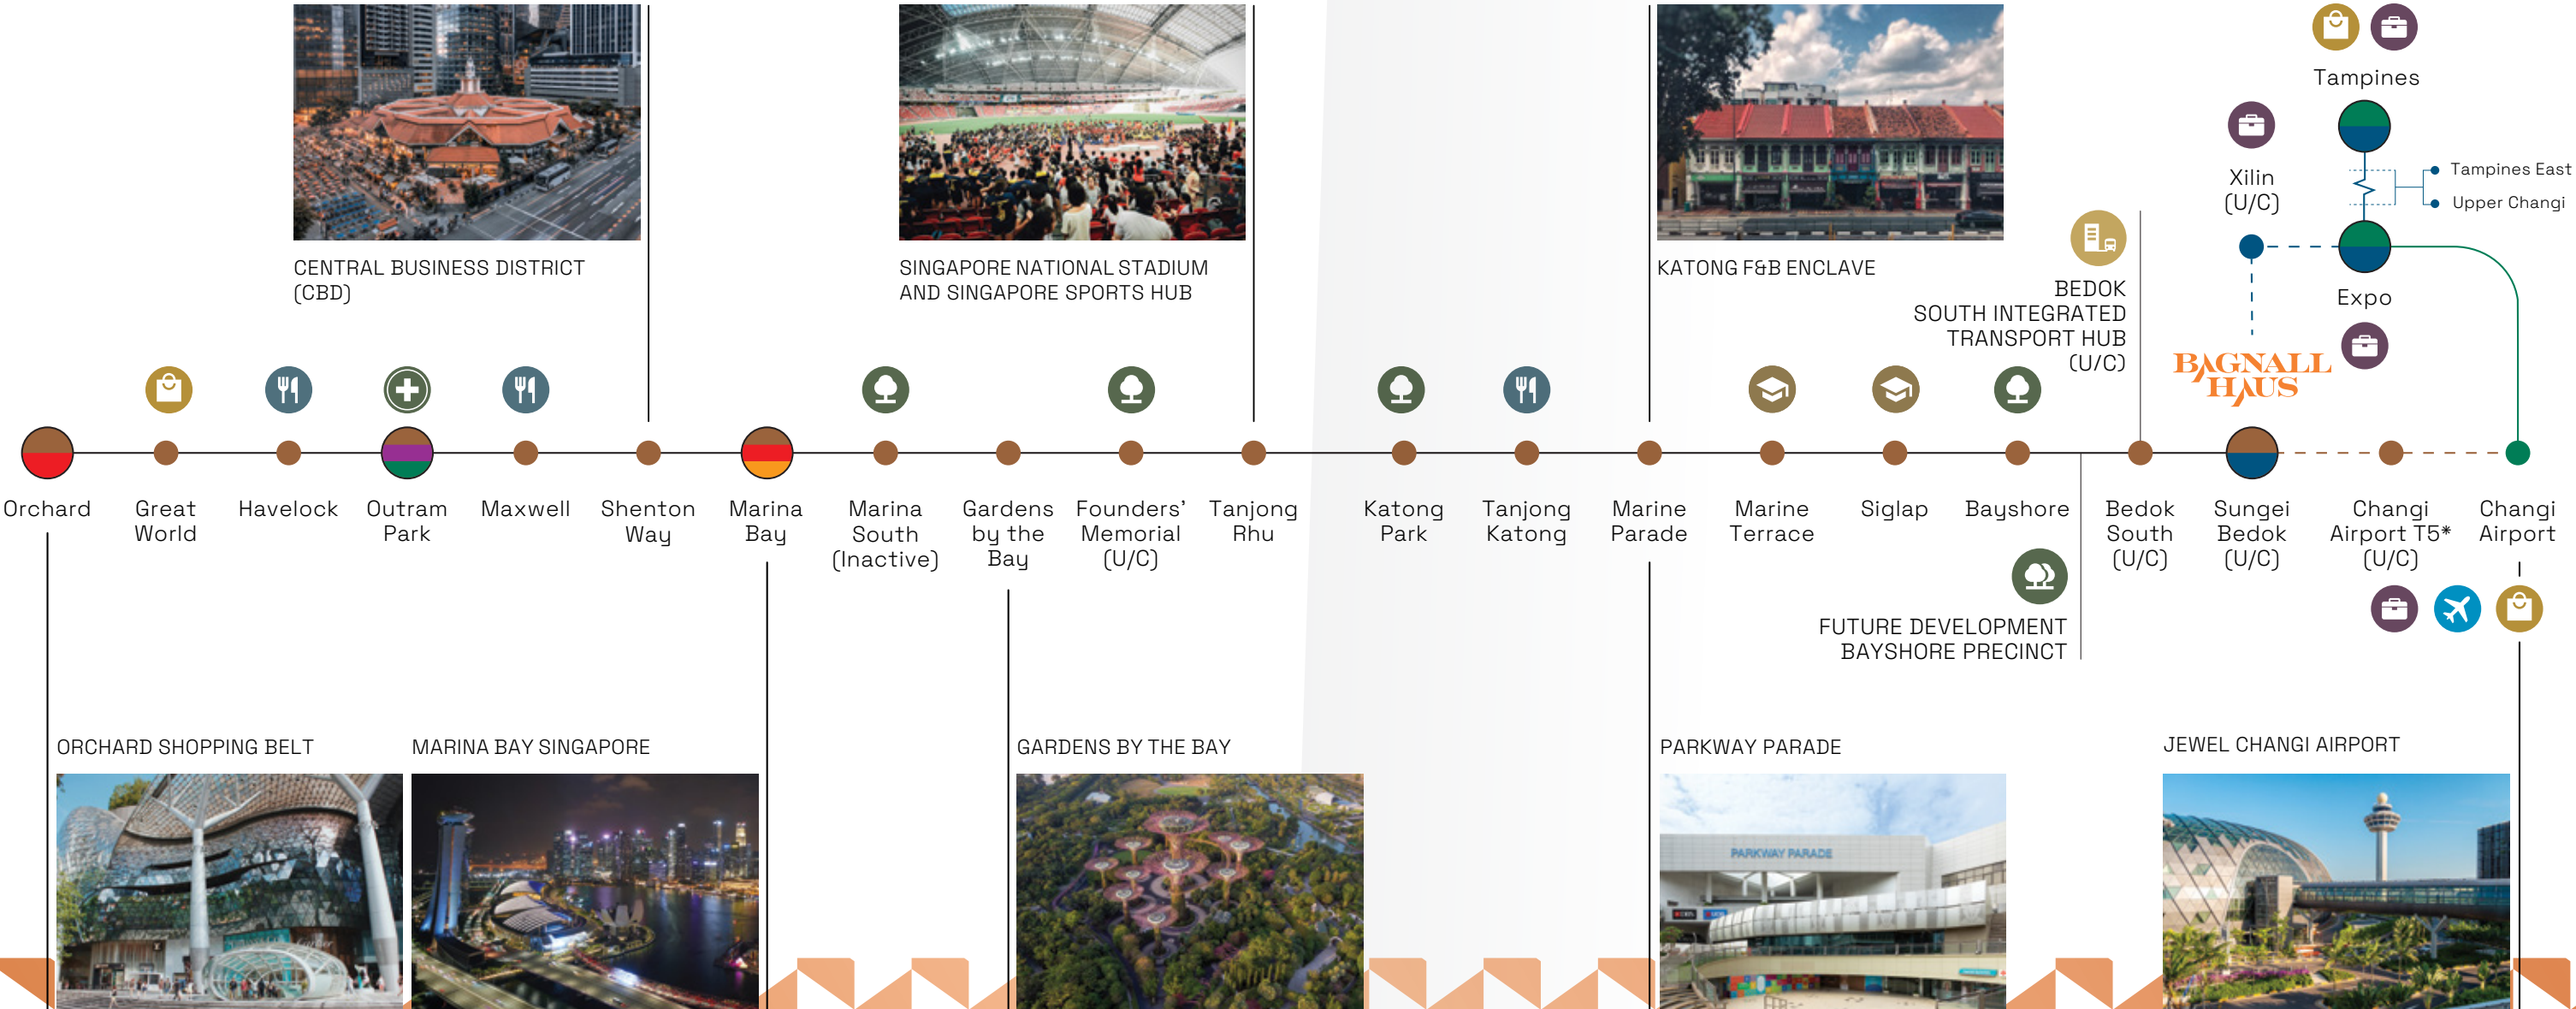 CENTRAL BUSINESS DISTRICT
(CBD)
SINGAPORE NATIONAL STADIUM
AND SINGAPORE SPORTS HUB
KATONG F&B ENCLAVE
BEDOK
SOUTH INTEGRATED
TRANSPORT HUB
(U/C)
Tampines
Xilin
(U/C)
Tampines East
Upper Changi
Expo
BAGNALL
HAUS
Orchard
Great
World
Havelock
Outram
Park
Maxwell
Shenton
Way
Marina
Bay
Marina
South
(Inactive)
Gardens
by the
Bay
Founders'
Memorial
(U/C)
Tanjong
Rhu
Katong
Park
Tanjong
Katong
Marine
Parade
Marine
Terrace
Siglap
Bayshore
Bedok
South
(U/C)
Sungei
Bedok
(U/C)
Changi
Airport T5*
(U/C)
Changi
Airport
FUTURE DEVELOPMENT
BAYSHORE PRECINCT
ORCHARD SHOPPING BELT
MARINA BAY SINGAPORE
GARDENS BY THE BAY
PARKWAY PARADE
JEWEL CHANGI AIRPORT
PARKWAY PARADE